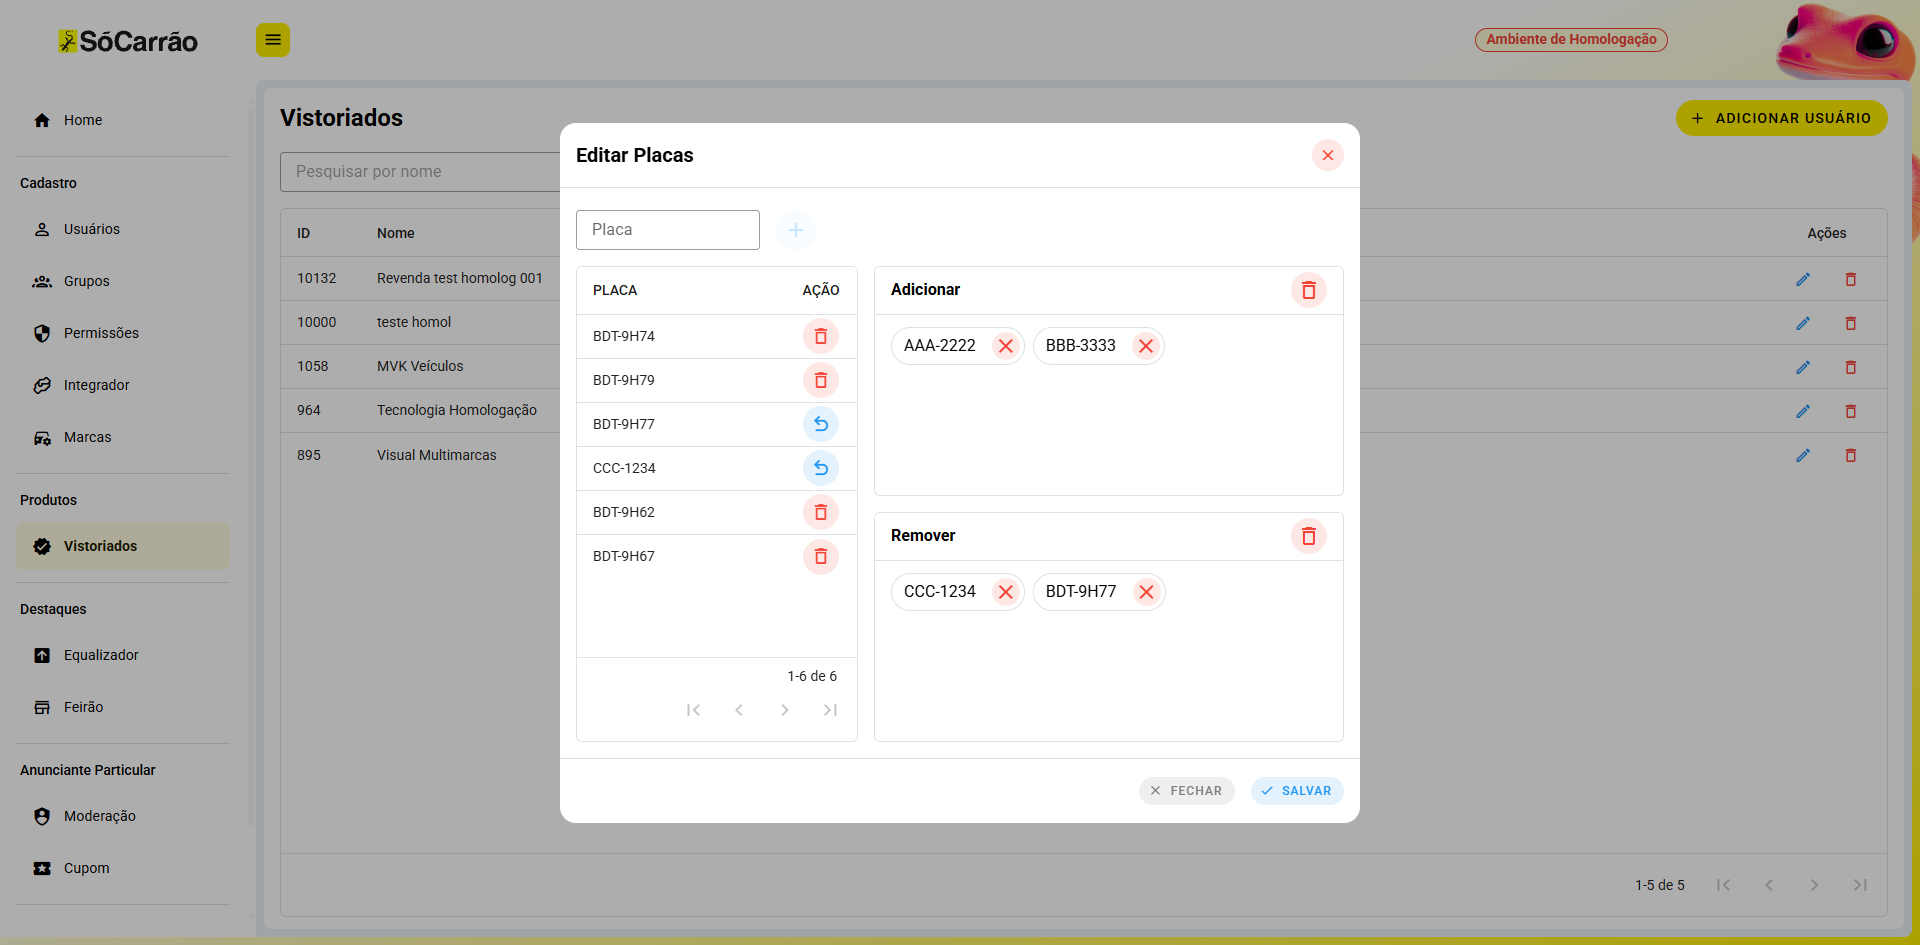 SóCarrão
Ambiente de Homologação
Home
Cadastro
Usuários
Grupos
Permissões
Integrador
Marcas
Produtos
Vistoriados
Destaques
Equalizador
Feirão
Anunciante Particular
Moderação
Cupom
Vistoriados
ADICIONAR USUÁRIO
Pesquisar por nome
ID Nome Ações
10132 Revenda test homolog 001
10000 teste homol
1058 MVK Veículos
964 Tecnologia Homologação
895 Visual Multimarcas
1-5 de 5
Editar Placas
Placa
PLACA AÇÃO
BDT-9H74
BDT-9H79
BDT-9H77
CCC-1234
BDT-9H62
BDT-9H67
1-6 de 6
Adicionar
AAA-2222 BBB-3333
Remover
CCC-1234 BDT-9H77
FECHAR SALVAR